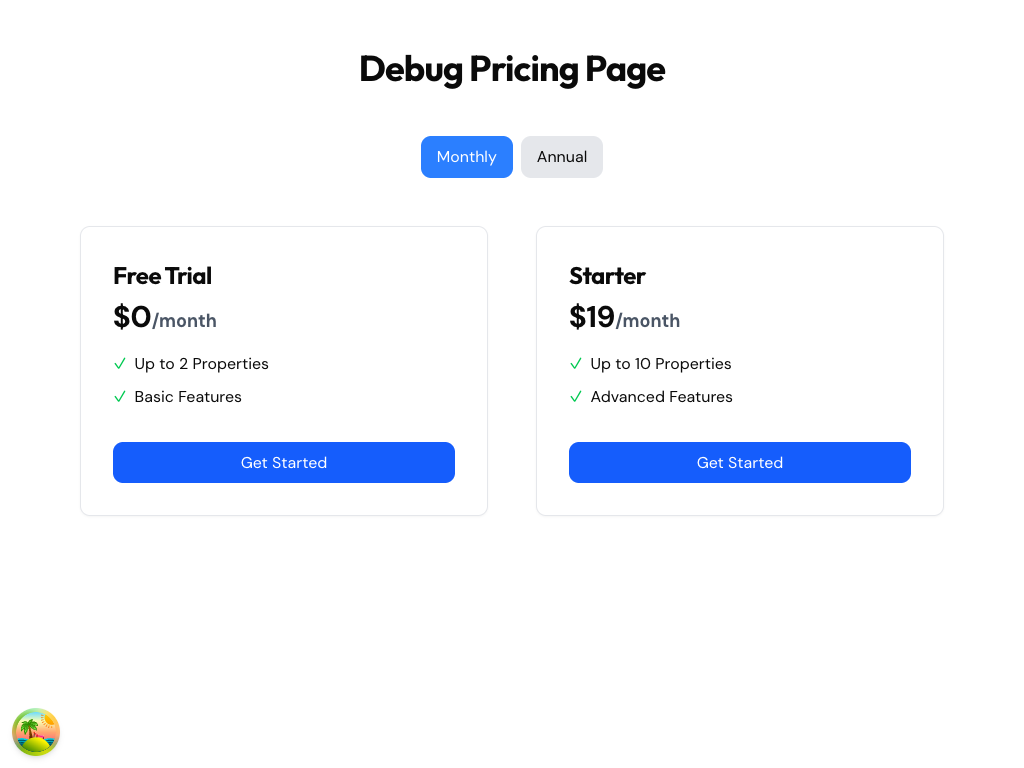 Debug Pricing Page
Monthly Annual
Free Trial
$0/month
✓ Up to 2 Properties
✓ Basic Features
Get Started
Starter
$19/month
✓ Up to 10 Properties
✓ Advanced Features
Get Started